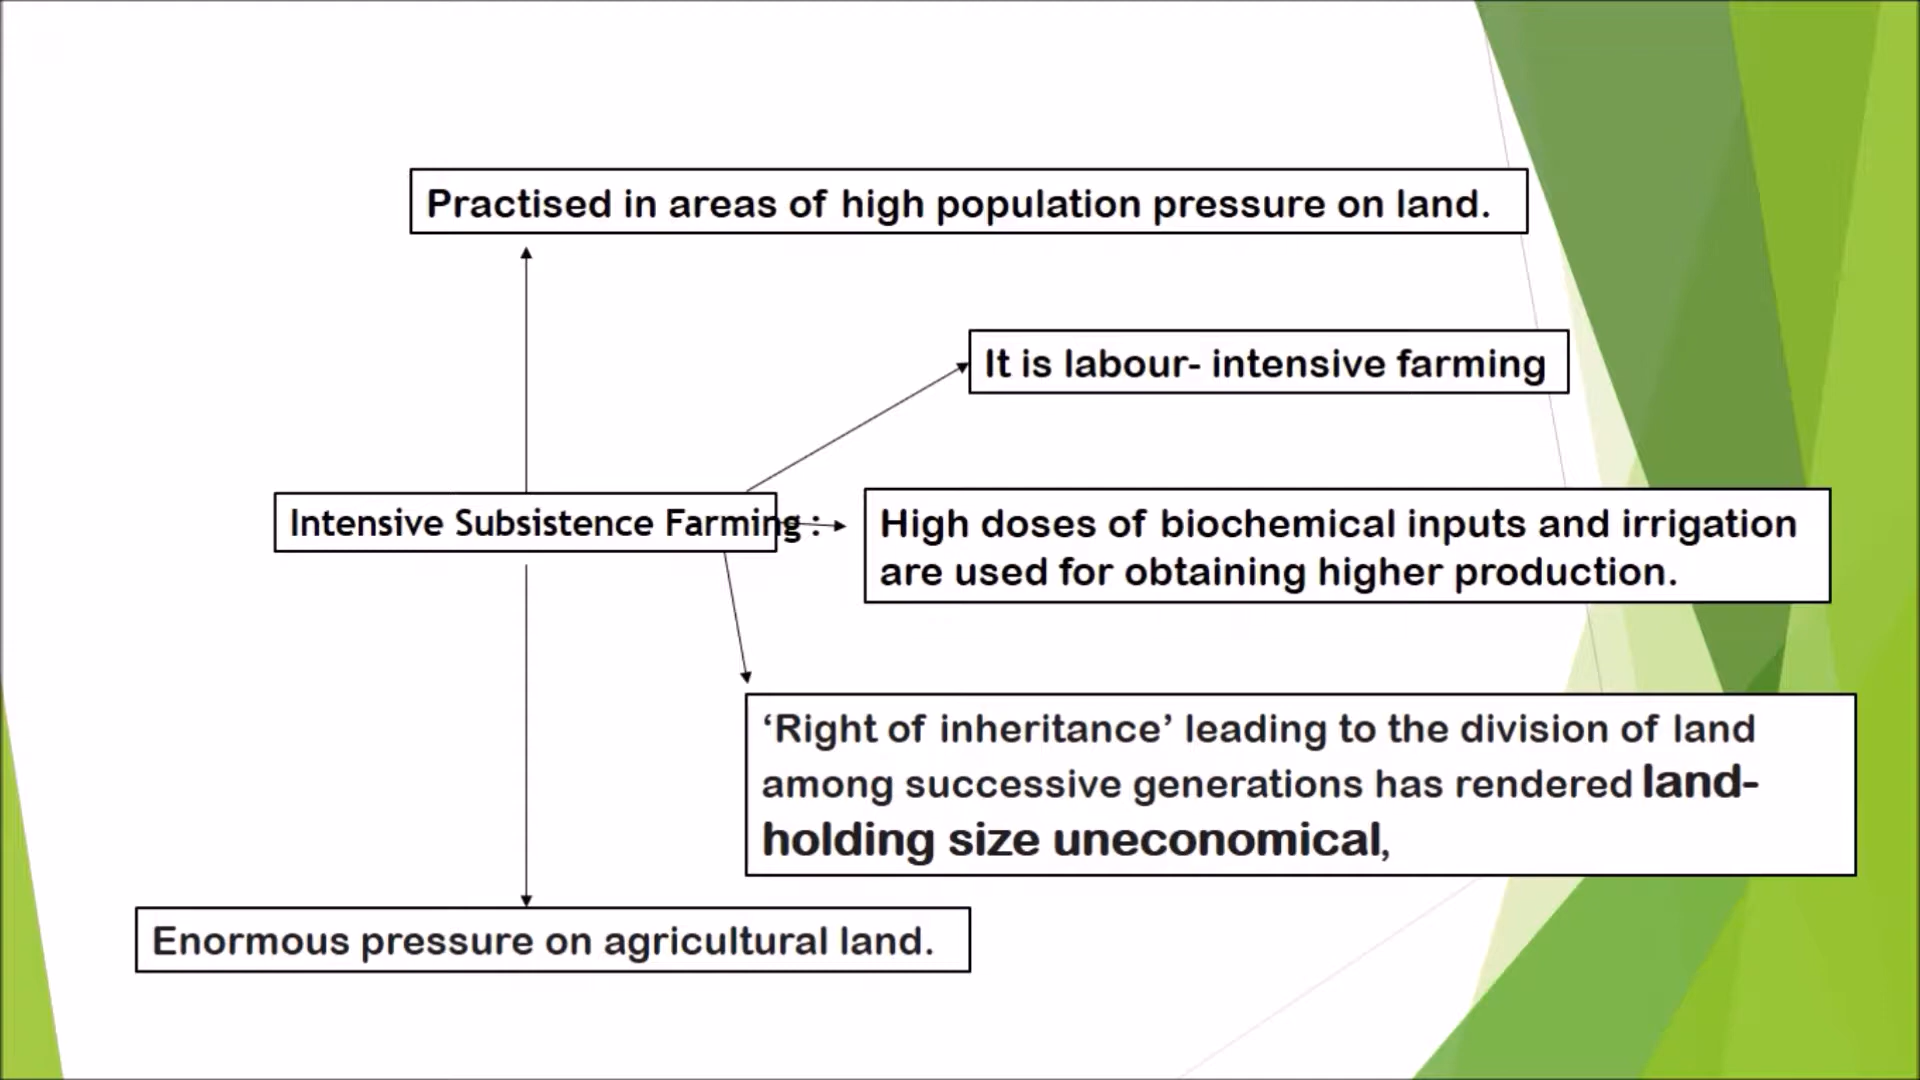 Practised in areas of high population pressure on land.
It is labour- intensive farming
Intensive Subsistence Farming :
High doses of biochemical inputs and irrigation
are used for obtaining higher production.
‘Right of inheritance’ leading to the division of land
among successive generations has rendered land-
holding size uneconomical,
Enormous pressure on agricultural land.